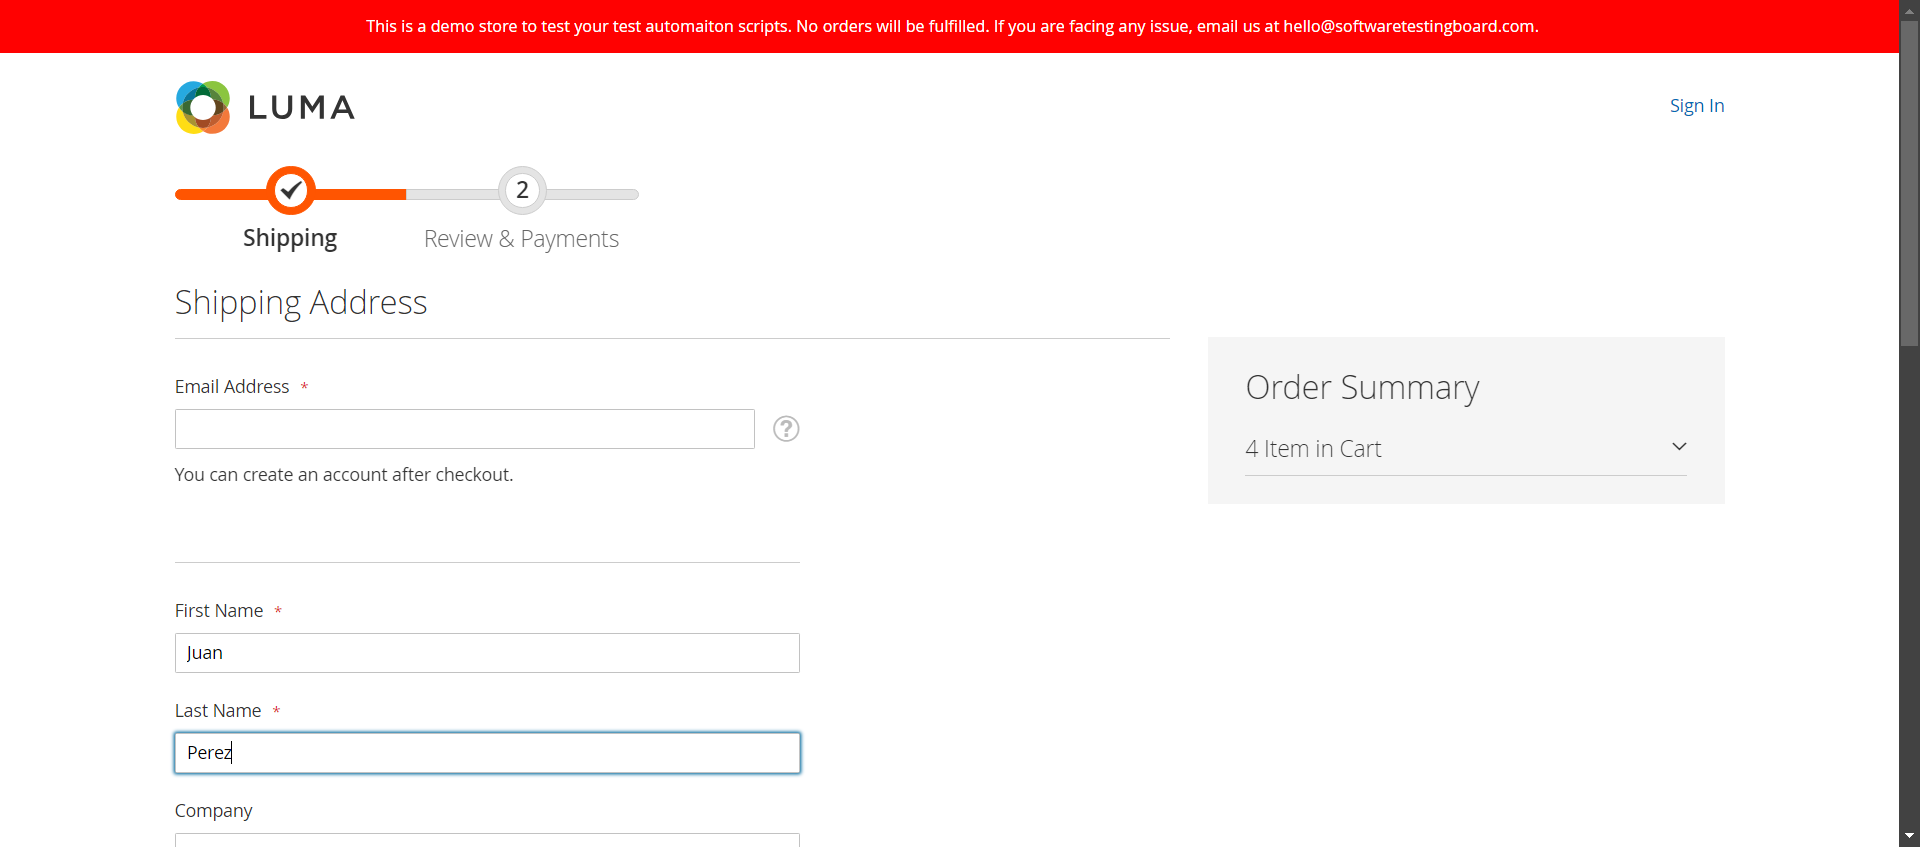 This is a demo store to test your test automaiton scripts. No orders will be fulfilled. If you are facing any issue, email us at hello@softwaretestingboard.com.
LUMA
Sign In
2
Shipping
Review & Payments
Shipping Address
Email Address *
?
You can create an account after checkout.
Order Summary
4 Item in Cart
First Name *
Juan
Last Name *
Perez
Company